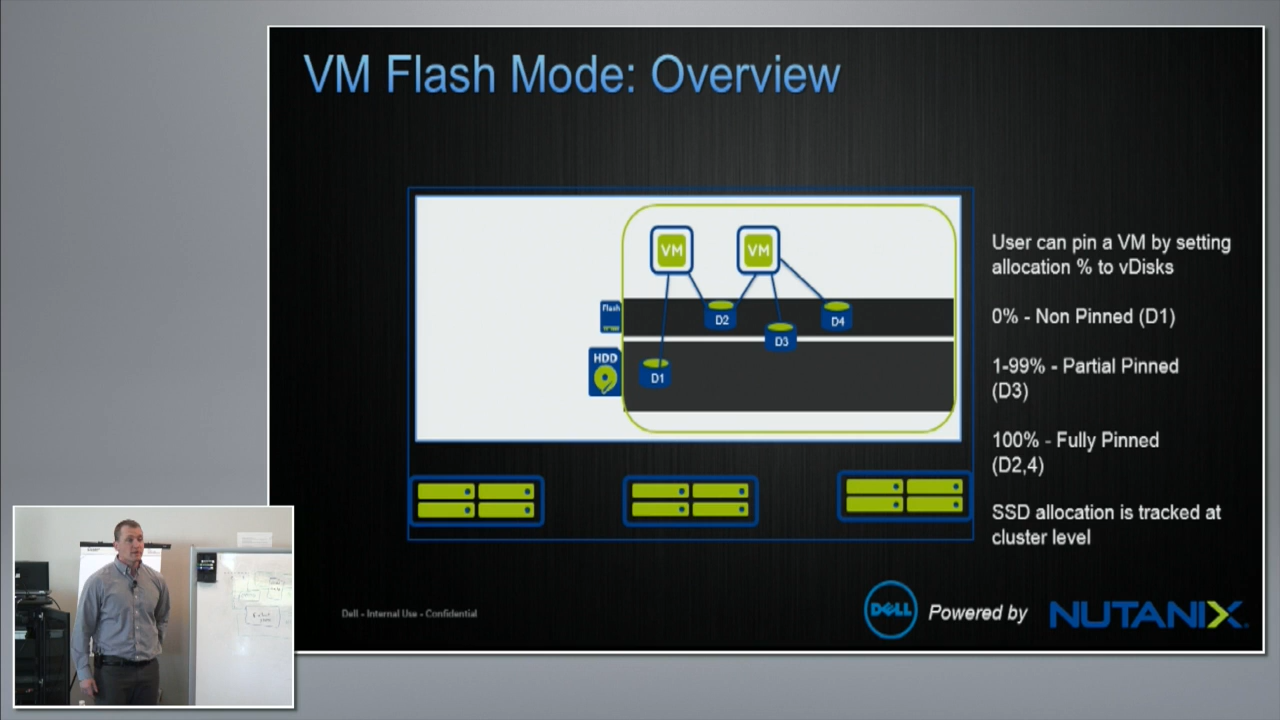 VM Flash Mode: Overview
VM
VM
Flash
D2
D4
D3
HDD
D1
User can pin a VM by setting
allocation % to vDisks
0% - Non Pinned (D1)
1-99% - Partial Pinned
(D3)
100% - Fully Pinned
(D2,4)
SSD allocation is tracked at
cluster level
Dell - Internal Use - Confidential
DELL
Powered by
NUTANIX